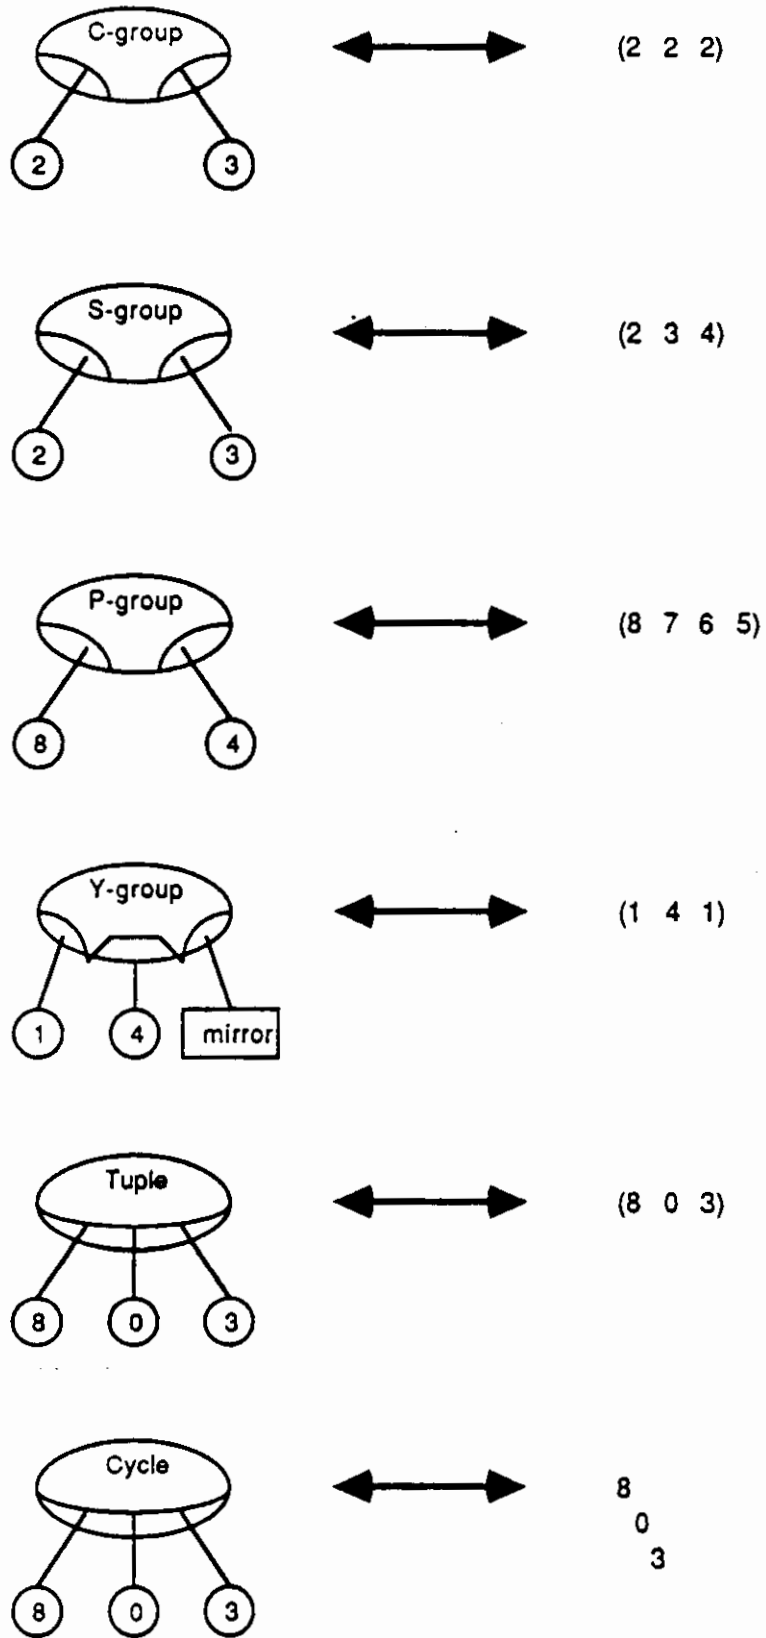 C-group
(2 2 2)
2 3
S-group
(2 3 4)
2 3
P-group
(8 7 6 5)
8 4
Y-group
(1 4 1)
1 4 mirror
Tuple
(8 0 3)
8 0 3
Cycle
8
0
3
8 0 3